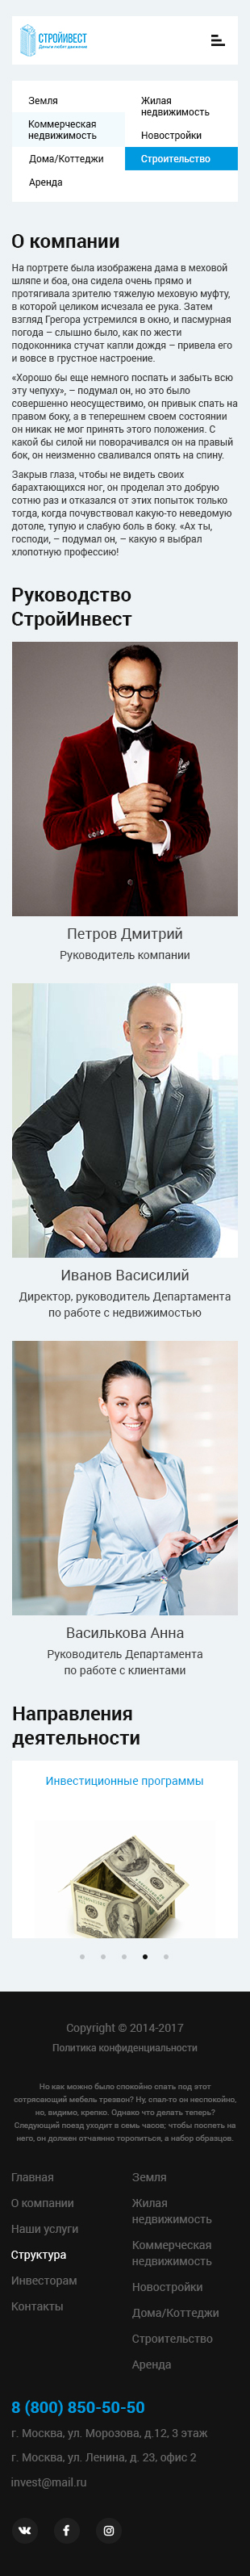 СТРОЙИВЕСТ
Деньги любят движение
Земля
Жилая
недвижимость
Коммерческая
недвижимость
Новостройки
Дома/Коттеджи
Строительство
Аренда
О компании
На портрете была изображена дама в меховой
шляпе и боа, она сидела очень прямо и
протягивала зрителю тяжелую меховую муфту,
в которой целиком исчезала ее рука. Затем
взгляд Грегора устремился в окно, и пасмурная
погода – слышно было, как по жести
подоконника стучат капли дождя – привела его
и вовсе в грустное настроение.
«Хорошо бы еще немного поспать и забыть всю
эту чепуху», – подумал он, но это было
совершенно неосуществимо, он привык спать на
правом боку, а в теперешнем своем состоянии
он никак не мог принять этого положения. С
какой бы силой ни поворачивался он на правый
бок, он неизменно сваливался опять на спину.
Закрыв глаза, чтобы не видеть своих
барахтающихся ног, он проделал это добрую
сотню раз и отказался от этих попыток только
тогда, когда почувствовал какую-то неведомую
дотоле, тупую и слабую боль в боку. «Ах ты,
господи, – подумал он, – какую я выбрал
хлопотную профессию!
Руководство
СтройИнвест
Петров Дмитрий
Руководитель компании
Иванов Васисилий
Директор, руководитель Департамента
по работе с недвижимостью
Василькова Анна
Руководитель Департамента
по работе с клиентами
Направления
деятельности
Инвестиционные программы
Copyright © 2014-2017
Политика конфиденциальности
Но как можно было спокойно спать под этот
сотрясающий мебель трезвон? Ну, спал-то он неспокойно,
но, видимо, крепко. Однако что делать теперь?
Следующий поезд уходит в семь часов; чтобы поспеть на
него, он должен отчаянно торопиться, а набор образцов.
Главная
О компании
Наши услуги
Структура
Инвесторам
Контакты
Земля
Жилая
недвижимость
Коммерческая
недвижимость
Новостройки
Дома/Коттеджи
Строительство
Аренда
8 (800) 850-50-50
г. Москва, ул. Морозова, д.12, 3 этаж
г. Москва, ул. Ленина, д. 23, офис 2
invest@mail.ru